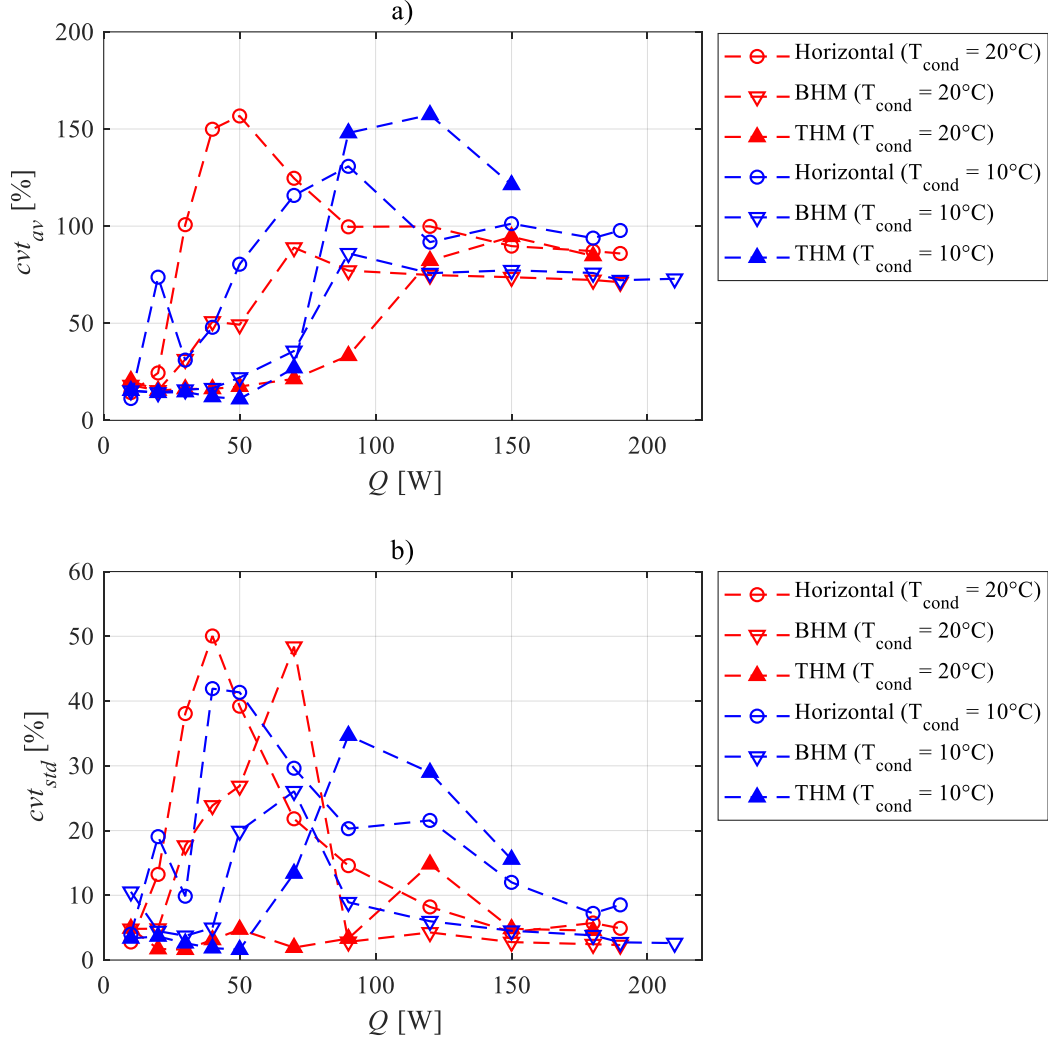 a)
200
150
100
50
0
cvt_av [%]
0 50 100 150 200
Q [W]
Horizontal (T_cond = 20°C)
BHM (T_cond = 20°C)
THM (T_cond = 20°C)
Horizontal (T_cond = 10°C)
BHM (T_cond = 10°C)
THM (T_cond = 10°C)
b)
60
50
40
30
20
10
0
cvt_std [%]
0 50 100 150 200
Q [W]
Horizontal (T_cond = 20°C)
BHM (T_cond = 20°C)
THM (T_cond = 20°C)
Horizontal (T_cond = 10°C)
BHM (T_cond = 10°C)
THM (T_cond = 10°C)